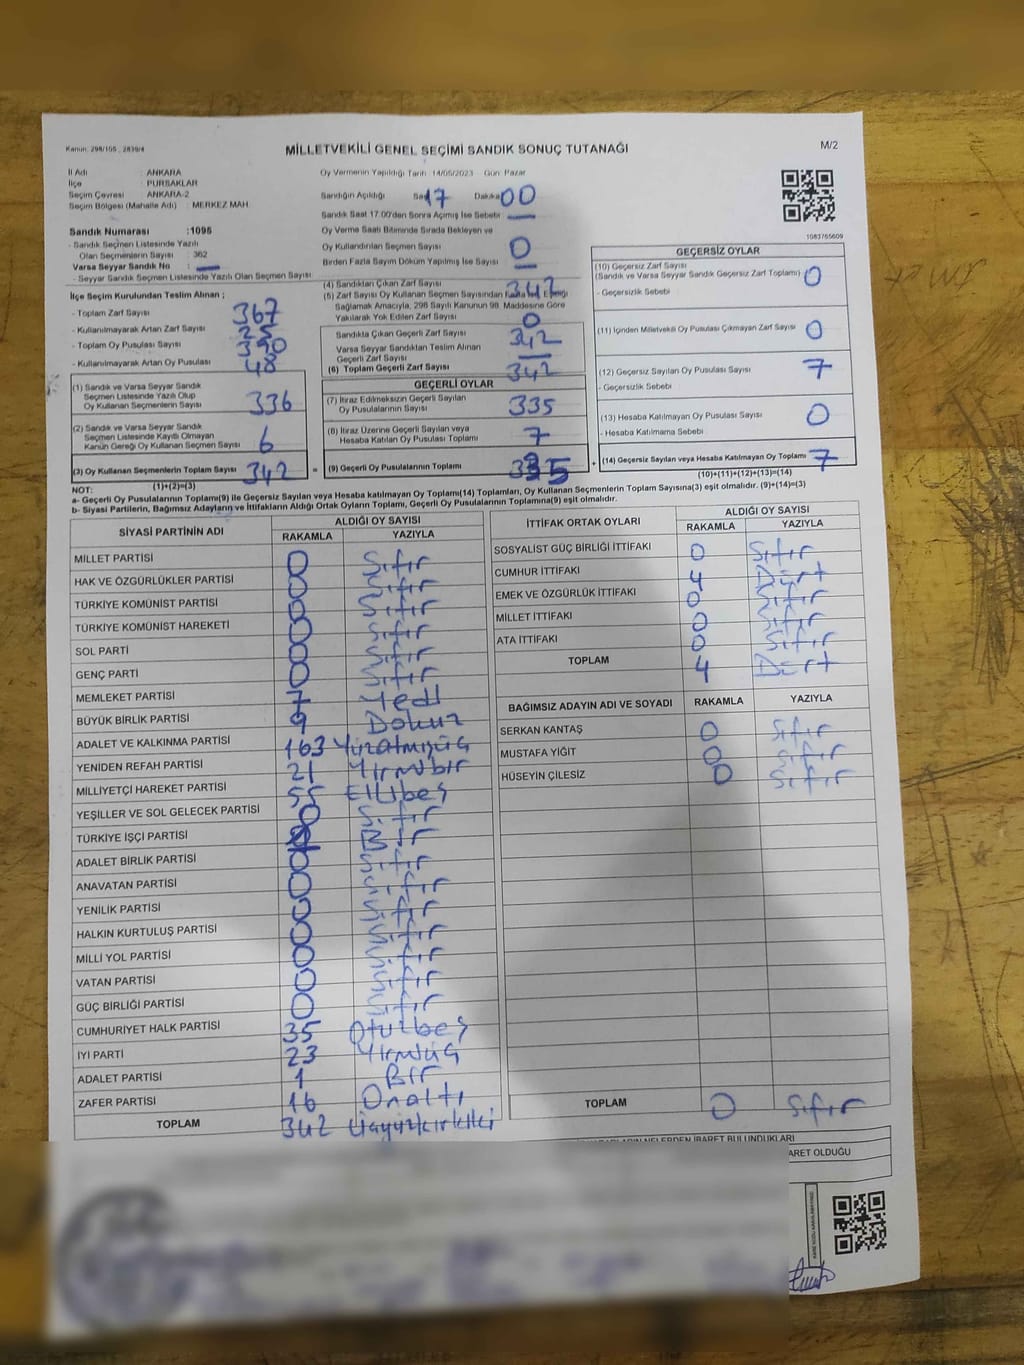 Kanun: 298/105 , 2839/4
MİLLETVEKİLİ GENEL SEÇİMİ SANDIK SONUÇ TUTANAĞI
M/2
İl Adı : ANKARA
İlçe : PURSAKLAR
Seçim Çevresi : ANKARA-2
Seçim Bölgesi (Mahalle Adı) : MERKEZ MAH.
Sandık Numarası :1095
- Sandık Seçmen Listesinde Yazılı
Olan Seçmenlerin Sayısı : 362
Varsa Seyyar Sandık No :
- Seyyar Sandık Seçmen Listesinde Yazılı Olan Seçmen Sayısı:
İlçe Seçim Kurulundan Teslim Alınan ;
- Toplam Zarf Sayısı 367
- Kullanılmayarak Artan Zarf Sayısı 25
- Toplam Oy Pusulası Sayısı 390
- Kullanılmayarak Artan Oy Pusulası 48
(1) Sandık ve Varsa Seyyar Sandık
Seçmen Listesinde Yazılı Olup
Oy Kullanan Seçmenlerin Sayısı 336
(2) Sandık ve Varsa Seyyar Sandık
Seçmen Listesinde Kayıtlı Olmayan
Kanun Gereği Oy Kullanan Seçmen Sayısı 6
(3) Oy Kullanan Seçmenlerin Toplam Sayısı 342 =
(1)+(2)=(3)
Oy Vermenin Yapıldığı Tarih :14/05/2023 Gün: Pazar
Sandığın Açıldığı Saat 17 Dakika 00
Sandık Saat 17.00'den Sonra Açımış İse Sebebi
Oy Verme Saati Bitiminde Sırada Bekleyen ve
Oy Kullandırılan Seçmen Sayısı 0
Birden Fazla Sayım Döküm Yapılmış İse Sayısı
(4) Sandıktan Çıkan Zarf Sayısı 342
(5) Zarf Sayısı Oy Kullanan Seçmen Sayısından Fazla İse, Eşitliği
Sağlamak Amacıyla, 298 Sayılı Kanunun 98. Maddesine Göre
Yakılarak Yok Edilen Zarf Sayısı 0
Sandıkta Çıkan Geçerli Zarf Sayısı 342
Varsa Seyyar Sandıktan Teslim Alınan
Geçerli Zarf Sayısı
(6) Toplam Geçerli Zarf Sayısı 342
GEÇERLİ OYLAR
(7) İtiraz Edilmeksizin Geçerli Sayılan
Oy Pusulalarının Sayısı 335
(8) İtiraz Üzerine Geçerli Sayılan veya
Hesaba Katılan Oy Pusulası Toplamı 7
(9) Geçerli Oy Pusulalarının Toplamı 335 +
1083765609
GEÇERSİZ OYLAR
(10) Geçersiz Zarf Sayısı
(Sandık ve Varsa Seyyar Sandık Geçersiz Zarf Toplamı) 0
- Geçersizlik Sebebi :
(11) İçinden Milletvekili Oy Pusulası Çıkmayan Zarf Sayısı 0
(12) Geçersiz Sayılan Oy Pusulası Sayısı 7
- Geçersizlik Sebebi :
(13) Hesaba Katılmayan Oy Pusulası Sayısı 0
- Hesaba Katılmama Sebebi :
(14) Geçersiz Sayılan veya Hesaba Katılmayan Oy Toplamı 7
(10)+(11)+(12)+(13)=(14)
NOT:
a- Geçerli Oy Pusulalarının Toplamı(9) ile Geçersiz Sayılan veya Hesaba katılmayan Oy Toplamı(14) Toplamları, Oy Kullanan Seçmenlerin Toplam Sayısına(3) eşit olmalıdır. (9)+(14)=(3)
b- Siyasi Partilerin, Bağımsız Adayların ve İttifakların Aldığı Ortak Oyların Toplamı, Geçerli Oy Pusulalarının Toplamına(9) eşit olmalıdır.
SİYASİ PARTİNİN ADI ALDIĞI OY SAYISI
RAKAMLA YAZIYLA
MİLLET PARTİSİ 0 Sıfır
HAK VE ÖZGÜRLÜKLER PARTİSİ 0 Sıfır
TÜRKİYE KOMÜNİST PARTİSİ 0 Sıfır
TÜRKİYE KOMÜNİST HAREKETİ 0 Sıfır
SOL PARTİ 0 Sıfır
GENÇ PARTİ 0 Sıfır
MEMLEKET PARTİSİ 7 Yedi
BÜYÜK BİRLİK PARTİSİ 9 Dokuz
ADALET VE KALKINMA PARTİSİ 163 Yüzatmışüç
YENİDEN REFAH PARTİSİ 21 Yirmibir
MİLLİYETÇİ HAREKET PARTİSİ 55 Ellibeş
YEŞİLLER VE SOL GELECEK PARTİSİ 0 Sıfır
TÜRKİYE İŞÇİ PARTİSİ Bir
ADALET BİRLİK PARTİSİ 0 Sıfır
ANAVATAN PARTİSİ 0 Sıfır
YENİLİK PARTİSİ 0 Sıfır
HALKIN KURTULUŞ PARTİSİ 0 Sıfır
MİLLİ YOL PARTİSİ 0 Sıfır
VATAN PARTİSİ 0 Sıfır
GÜÇ BİRLİĞİ PARTİSİ 0 Sıfır
CUMHURİYET HALK PARTİSİ 35 Otuzbeş
İYİ PARTİ 23 Yirmiüç
ADALET PARTİSİ 1 Bir
ZAFER PARTİSİ 16 Onaltı
TOPLAM 342 Üçyüzkırkiki
İTTİFAK ORTAK OYLARI ALDIĞI OY SAYISI
RAKAMLA YAZIYLA
SOSYALİST GÜÇ BİRLİĞİ İTTİFAKI 0 Sıfır
CUMHUR İTTİFAKI 4 Dört
EMEK VE ÖZGÜRLÜK İTTİFAKI 0 Sıfır
MİLLET İTTİFAKI 0 Sıfır
ATA İTTİFAKI 0 Sıfır
TOPLAM 4 Dört
BAĞIMSIZ ADAYIN ADI VE SOYADI RAKAMLA YAZIYLA
SERKAN KANTAŞ 0 Sıfır
MUSTAFA YİĞİT 0 Sıfır
HÜSEYİN ÇİLESİZ 0 Sıfır
TOPLAM 0 Sıfır
NELERDEN İBARET BULUNDUKLARI
ARET OLDUĞU